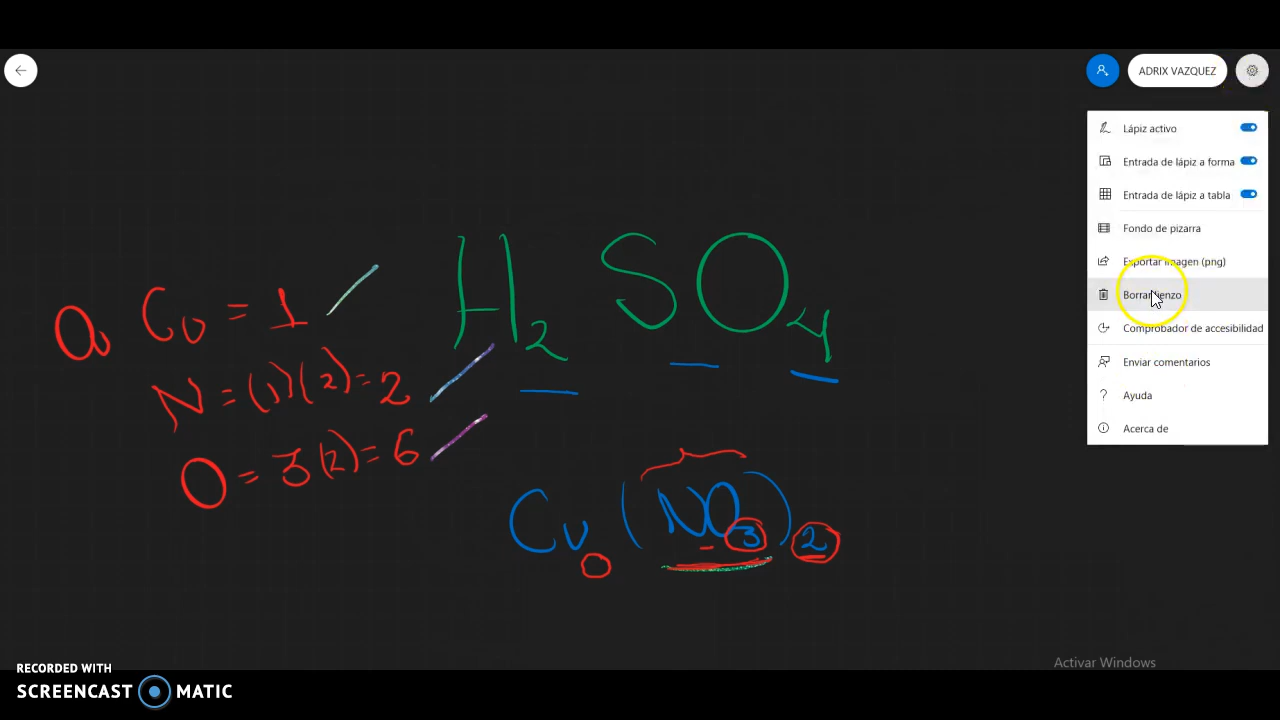 ADRIX VAZQUEZ
Lápiz activo
Entrada de lápiz a forma
Entrada de lápiz a tabla
Fondo de pizarra
Exportar imagen (png)
Borrar lienzo
Comprobador de accesibilidad
Enviar comentarios
Ayuda
Acerca de
H2 SO4
Cu = 1
N = (1)(2) = 2
O = 3(2) = 6
Cu (NO3)2
Activar Windows
RECORDED WITH
SCREENCAST MATIC